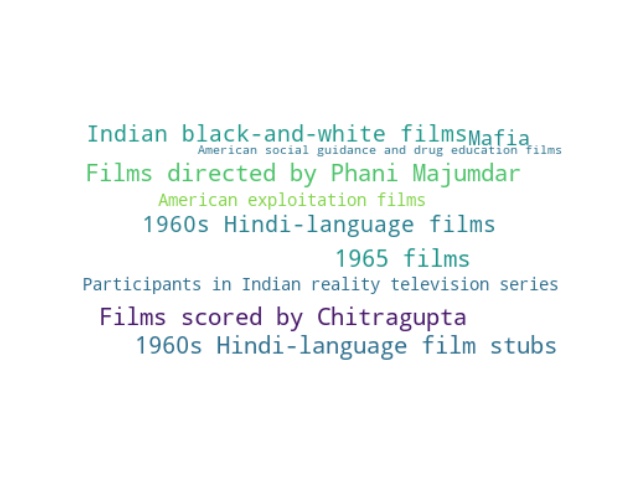 Indian black-and-white films
Mafia
American social guidance and drug education films
Films directed by Phani Majumdar
American exploitation films
1960s Hindi-language films
1965 films
Participants in Indian reality television series
Films scored by Chitragupta
1960s Hindi-language film stubs